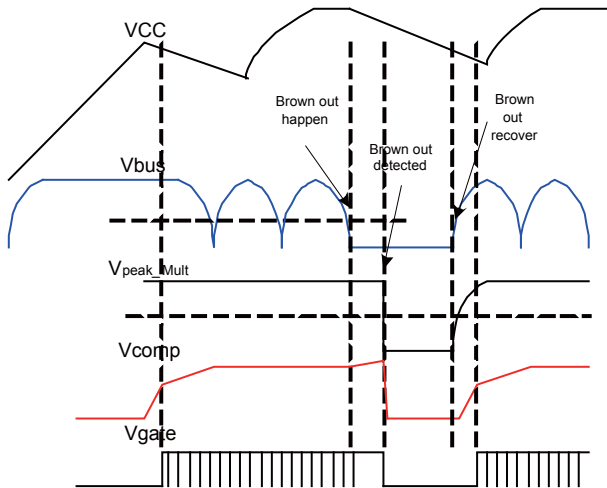 VCC
Brown out
happen
Brown
out
recover
Brown out
detected
Vbus
Vpeak_Mult
Vcomp
Vgate